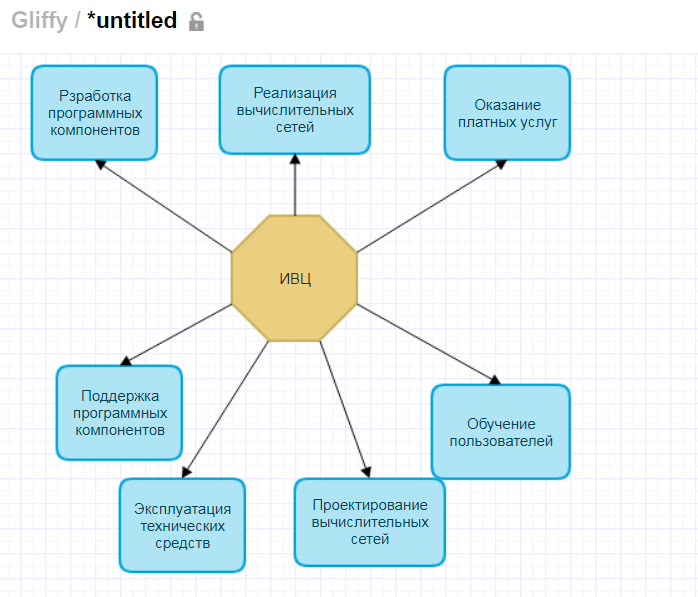 Gliffy / *untitled
Рзработка
программных
компонентов
Реализация
вычислительных
сетей
Оказание
платных услуг
ИВЦ
Поддержка
программных
компонентов
Обучение
пользователей
Эксплуатация
технических
средств
Проектирование
вычислительных
сетей